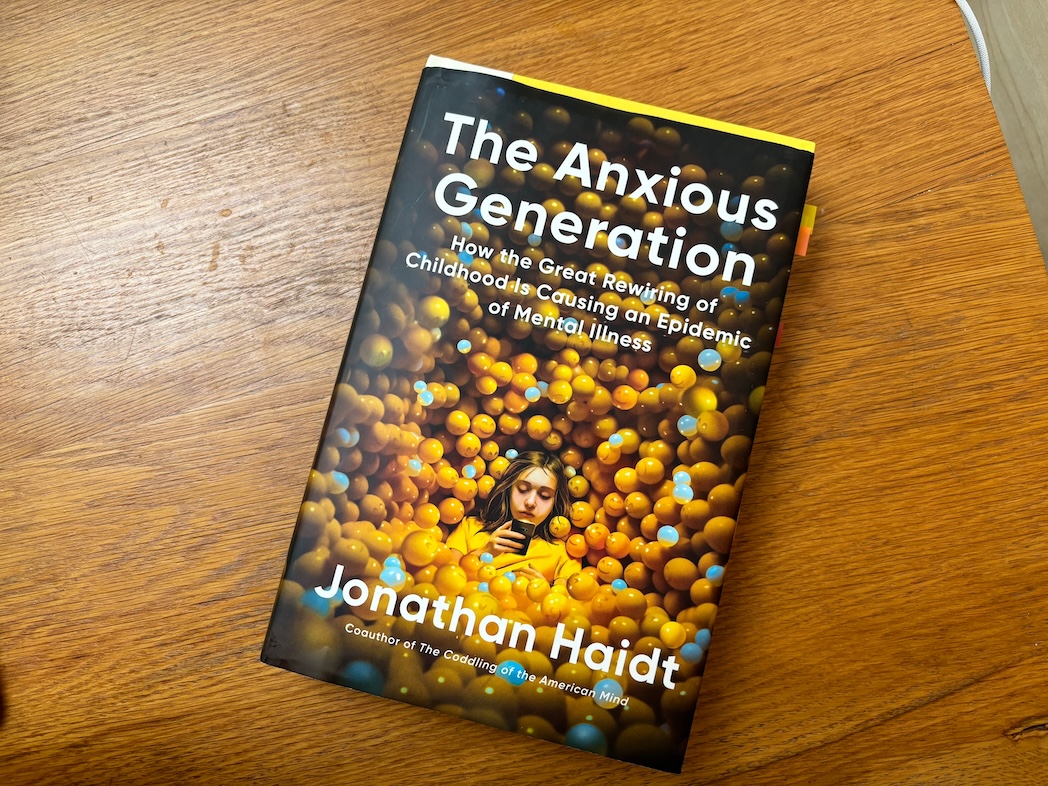 The Anxious
Generation
How the Great Rewiring of
Childhood Is Causing an Epidemic
of Mental Illness
Jonathan Haidt
Coauthor of The Coddling of the American Mind